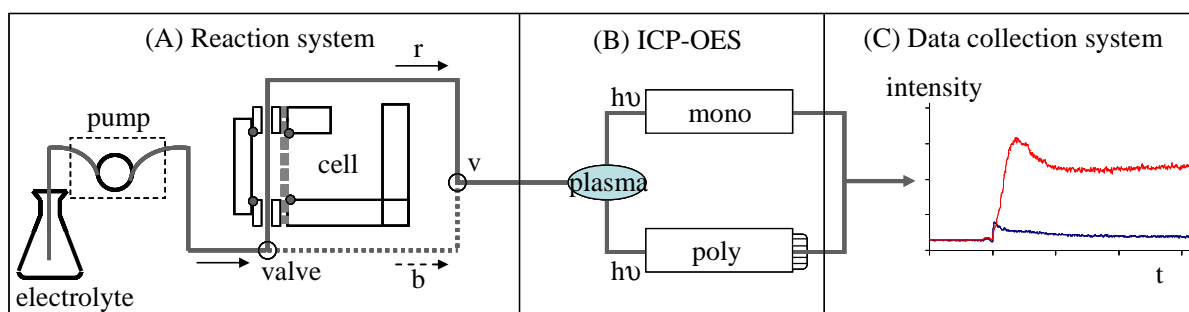 (A) Reaction system
r
pump
cell
v
valve
b
electrolyte
(B) ICP-OES
hυ
mono
plasma
hυ
poly
(C) Data collection system
intensity
t